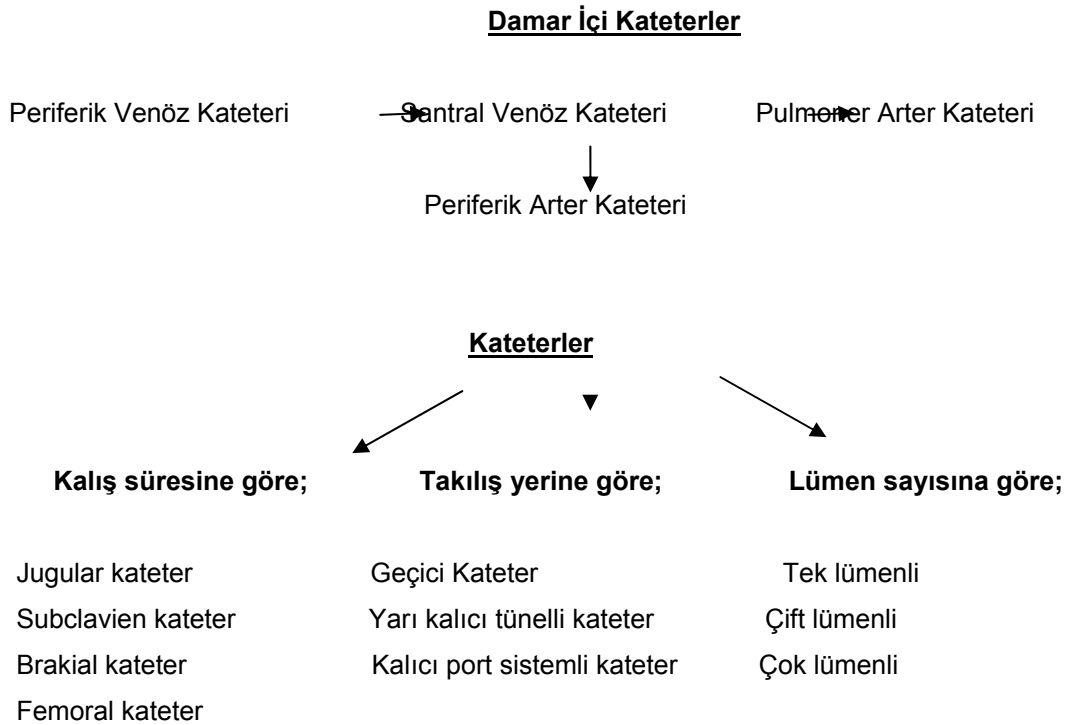 Damar İçi Kateterler
Periferik Venöz Kateteri Santral Venöz Kateteri Pulmoner Arter Kateteri
Periferik Arter Kateteri
Kateterler
Kalış süresine göre; Takılış yerine göre; Lümen sayısına göre;
Jugular kateter Geçici Kateter Tek lümenli
Subclavien kateter Yarı kalıcı tünelli kateter Çift lümenli
Brakial kateter Kalıcı port sistemli kateter Çok lümenli
Femoral kateter